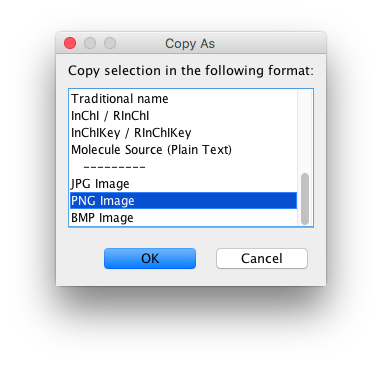 Copy As
Copy selection in the following format:
Traditional name
InChI / RInChI
InChIKey / RInChIKey
Molecule Source (Plain Text)
---------
JPG Image
PNG Image
BMP Image
OK
Cancel